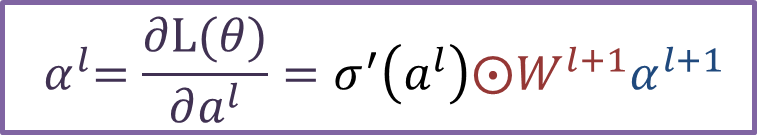 αˡ = ∂L(θ)/∂aˡ = σ′(aˡ)⊙Wˡ⁺¹αˡ⁺¹